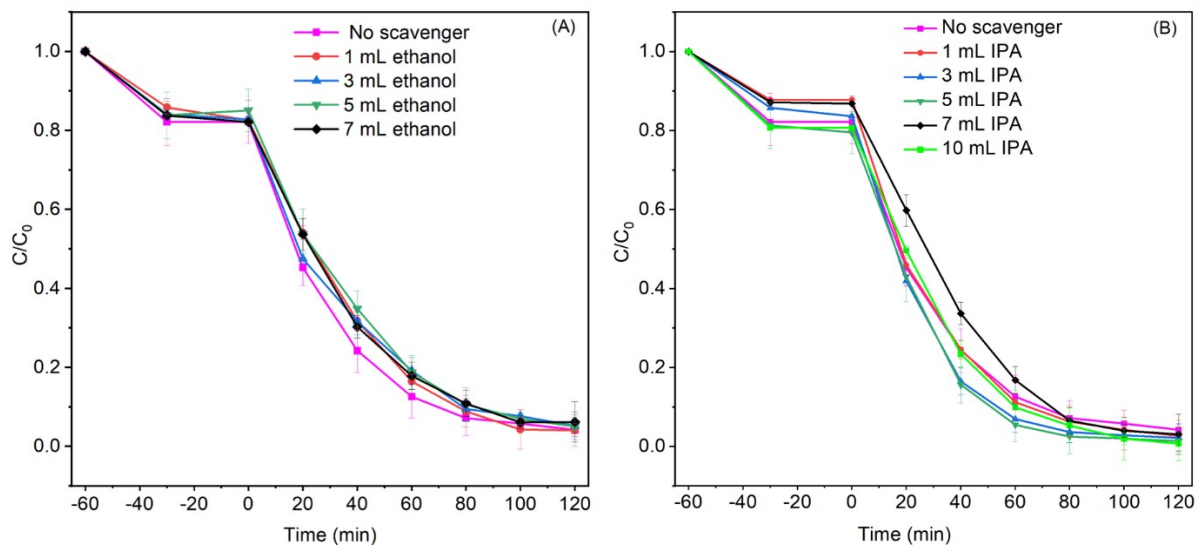 (A)
No scavenger
1 mL ethanol
3 mL ethanol
5 mL ethanol
7 mL ethanol
1.0
0.8
0.6
0.4
0.2
0.0
C/C₀
-60 -40 -20 0 20 40 60 80 100 120
Time (min)
(B)
No scavenger
1 mL IPA
3 mL IPA
5 mL IPA
7 mL IPA
10 mL IPA
1.0
0.8
0.6
0.4
0.2
0.0
C/C₀
-60 -40 -20 0 20 40 60 80 100 120
Time (min)